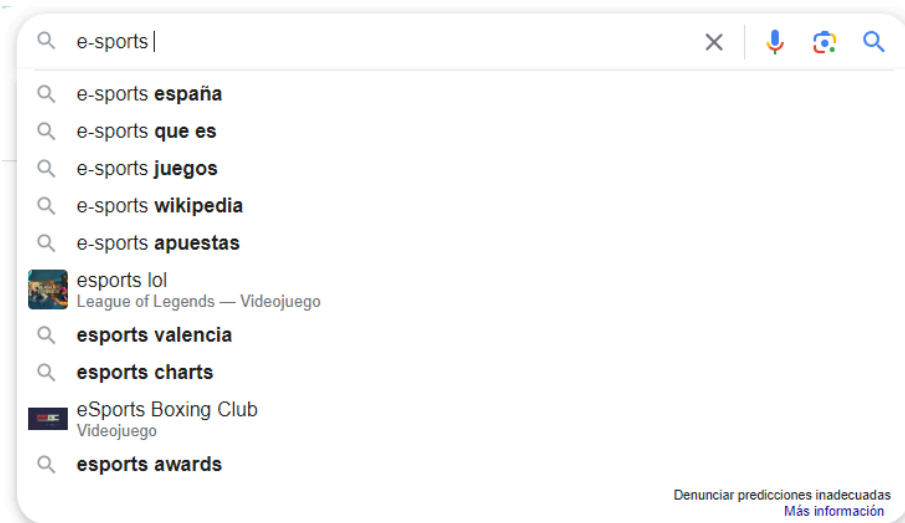 e-sports
e-sports españa
e-sports que es
e-sports juegos
e-sports wikipedia
e-sports apuestas
esports lol
League of Legends — Videojuego
esports valencia
esports charts
eSports Boxing Club
Videojuego
esports awards
Denunciar predicciones inadecuadas
Más información